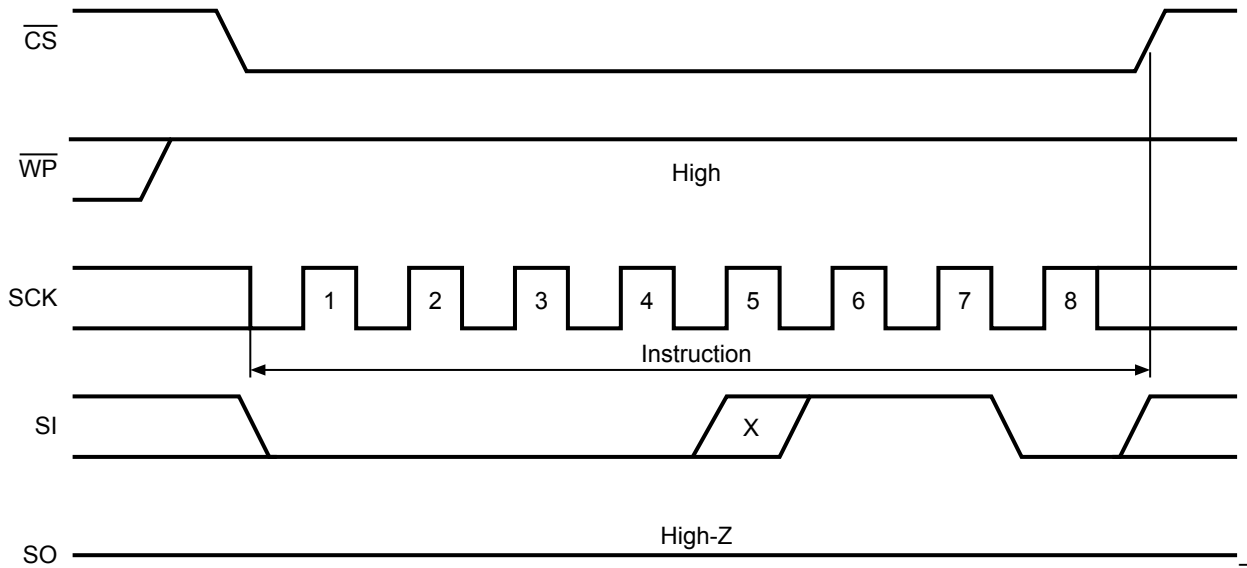 CS
WP
High
SCK
1 2 3 4 5 6 7 8
Instruction
SI
X
High-Z
SO